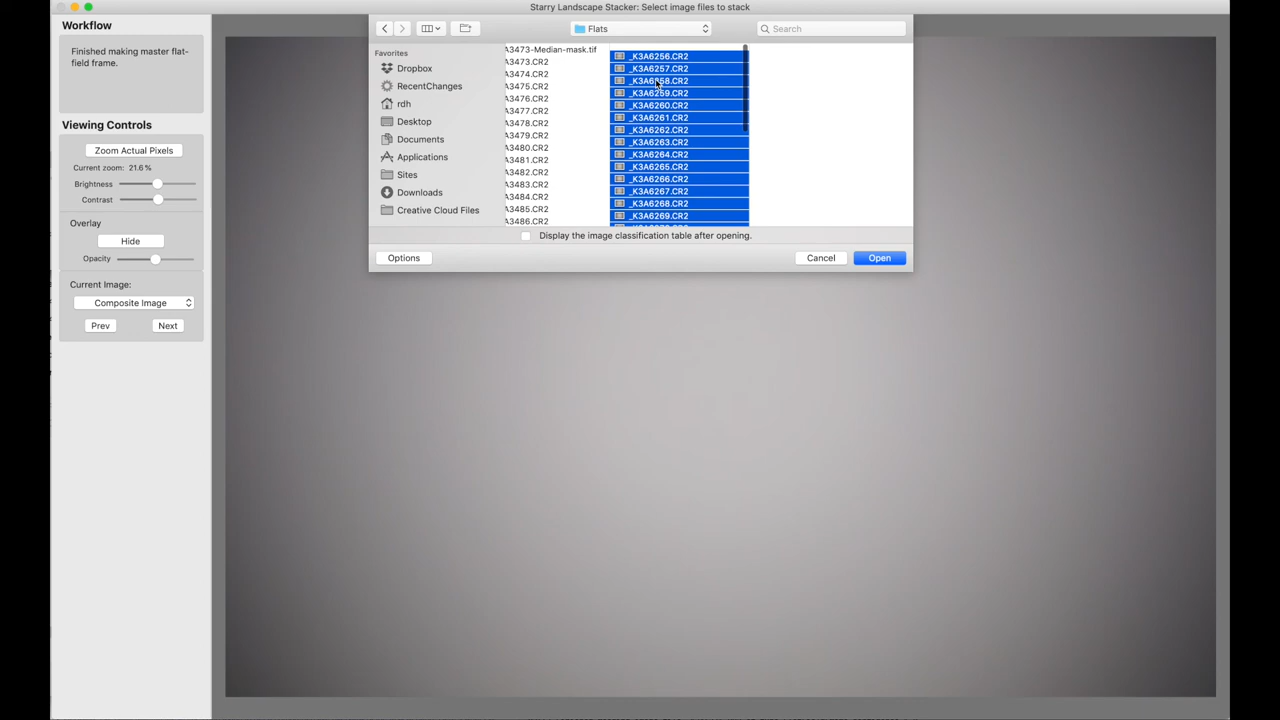 Starry Landscape Stacker: Select image files to stack
Workflow
Finished making master flat-
field frame.
Viewing Controls
Zoom Actual Pixels
Current zoom: 21.6 %
Brightness
Contrast
Overlay
Hide
Opacity
Current Image:
Composite Image
Prev
Next
Flats
Search
Favorites
Dropbox
RecentChanges
rdh
Desktop
Documents
Applications
Sites
Downloads
Creative Cloud Files
A3473-Median-mask.tif
A3473.CR2
A3474.CR2
A3475.CR2
A3476.CR2
A3477.CR2
A3478.CR2
A3479.CR2
A3480.CR2
A3481.CR2
A3482.CR2
A3483.CR2
A3484.CR2
A3485.CR2
A3486.CR2
_K3A6256.CR2
_K3A6257.CR2
_K3A6258.CR2
_K3A6259.CR2
_K3A6260.CR2
_K3A6261.CR2
_K3A6262.CR2
_K3A6263.CR2
_K3A6264.CR2
_K3A6265.CR2
_K3A6266.CR2
_K3A6267.CR2
_K3A6268.CR2
_K3A6269.CR2
Display the image classification table after opening.
Options
Cancel
Open